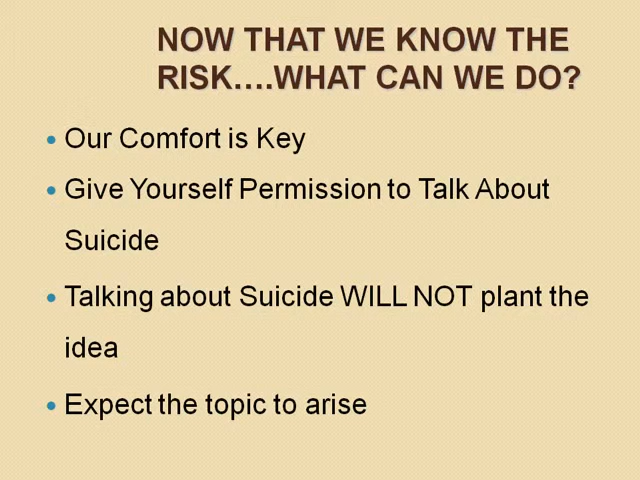 NOW THAT WE KNOW THE
RISK....WHAT CAN WE DO?
• Our Comfort is Key
• Give Yourself Permission to Talk About
Suicide
• Talking about Suicide WILL NOT plant the
idea
• Expect the topic to arise